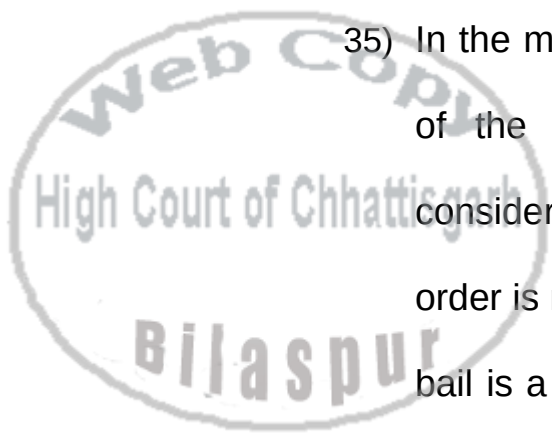 35) In the m
of the
consider
order is
bail is a
Web Copy
High Court of Chhattisgarh
Bilaspur